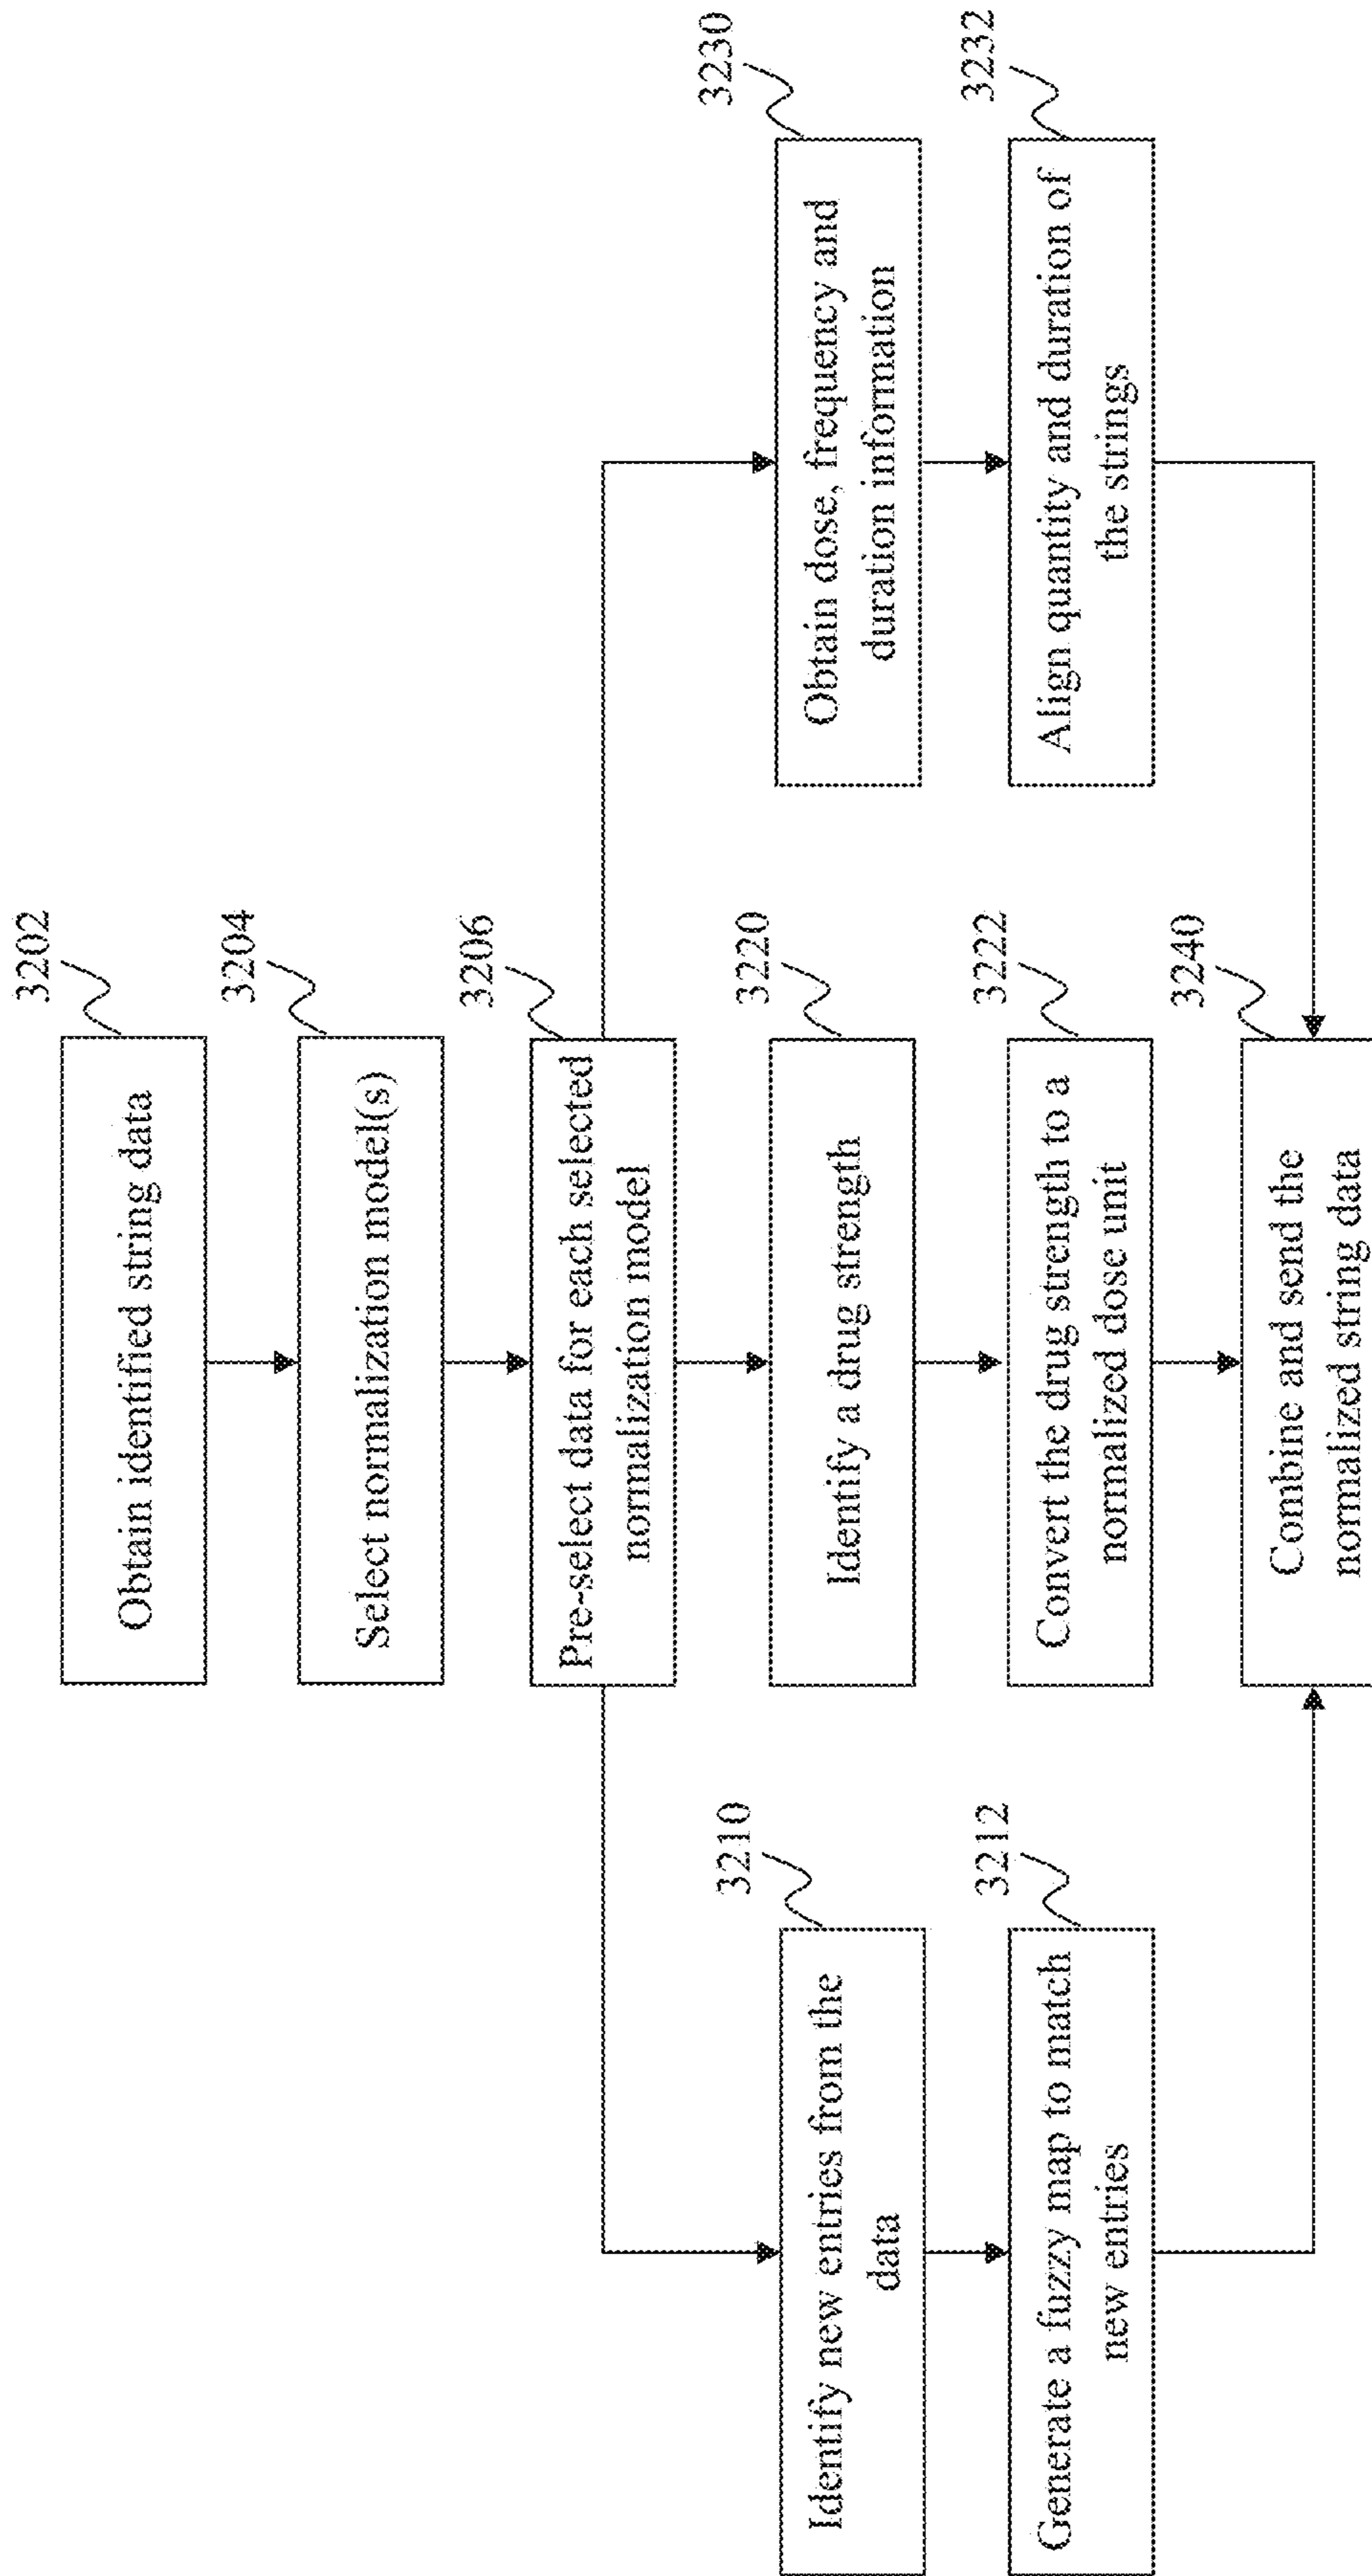 3202
Obtain identified string data
3204
Select normalization model(s)
3206
Pre-select data for each selected
normalization model
3210
Identify new entries from the
data
3212
Generate a fuzzy map to match
new entries
3220
Identify a drug strength
3222
Convert the drug strength to a
normalized dose unit
3230
Obtain dose, frequency and
duration information
3232
Align quantity and duration of
the strings
3240
Combine and send the
normalized string data